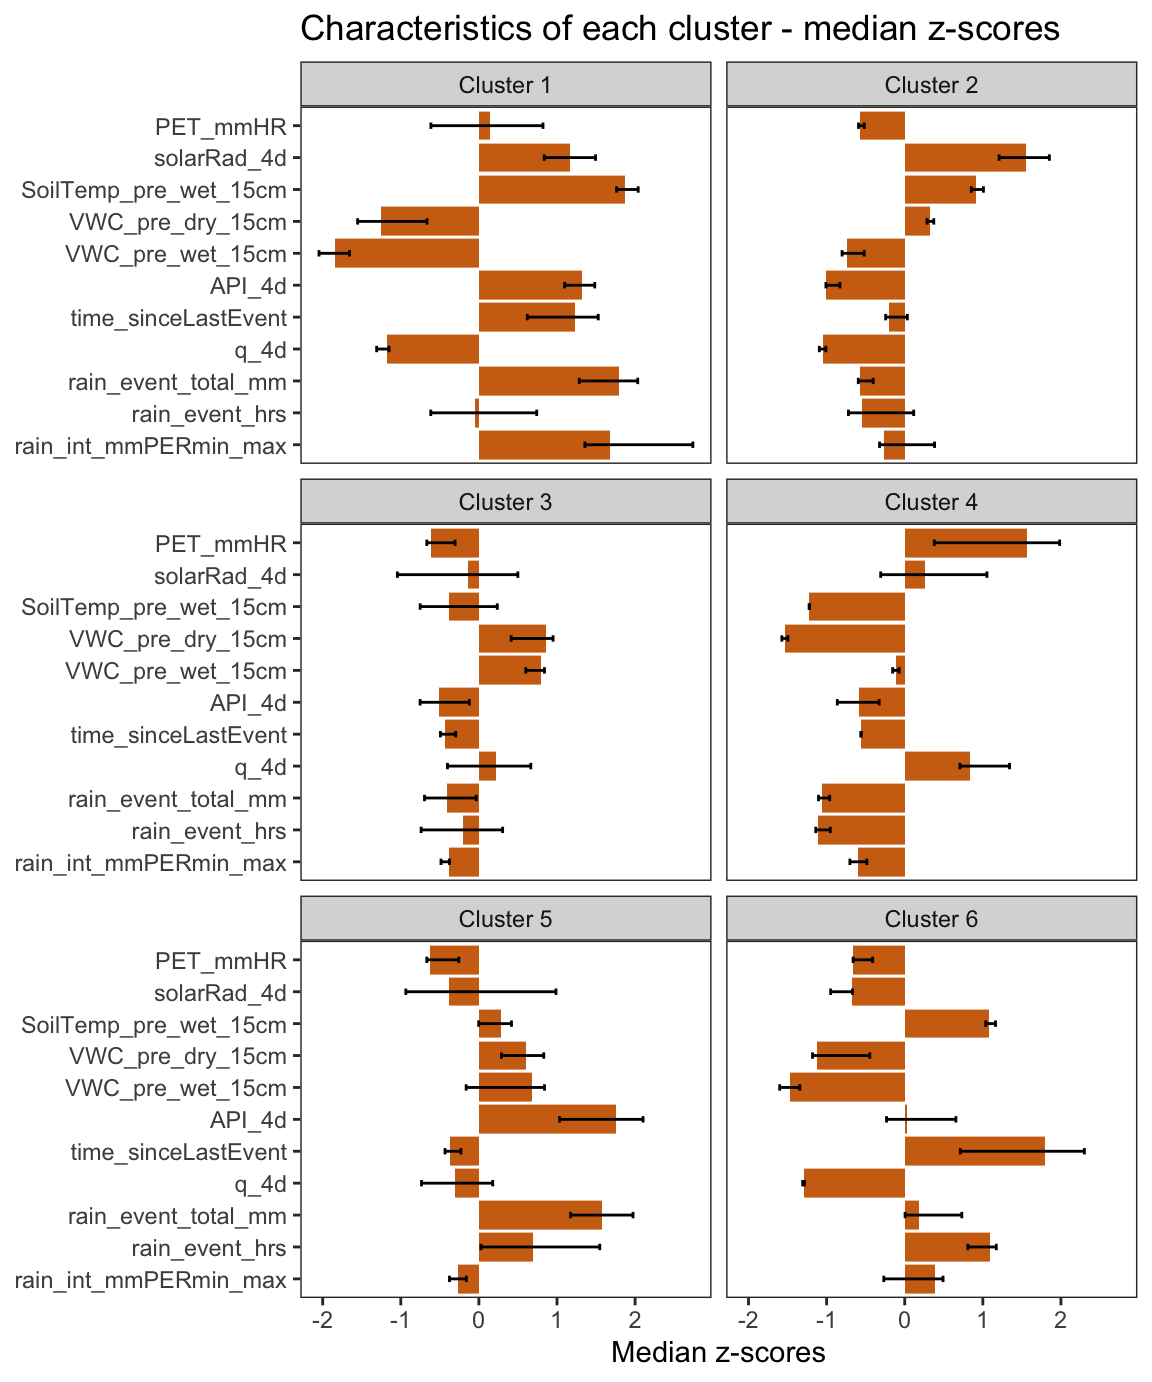 Characteristics of each cluster - median z-scores
Cluster 1
Cluster 2
PET_mmHR
solarRad_4d
SoilTemp_pre_wet_15cm
VWC_pre_dry_15cm
VWC_pre_wet_15cm
API_4d
time_sinceLastEvent
q_4d
rain_event_total_mm
rain_event_hrs
rain_int_mmPERmin_max
Cluster 3
Cluster 4
PET_mmHR
solarRad_4d
SoilTemp_pre_wet_15cm
VWC_pre_dry_15cm
VWC_pre_wet_15cm
API_4d
time_sinceLastEvent
q_4d
rain_event_total_mm
rain_event_hrs
rain_int_mmPERmin_max
Cluster 5
Cluster 6
PET_mmHR
solarRad_4d
SoilTemp_pre_wet_15cm
VWC_pre_dry_15cm
VWC_pre_wet_15cm
API_4d
time_sinceLastEvent
q_4d
rain_event_total_mm
rain_event_hrs
rain_int_mmPERmin_max
-2 -1 0 1 2 -2 -1 0 1 2
Median z-scores